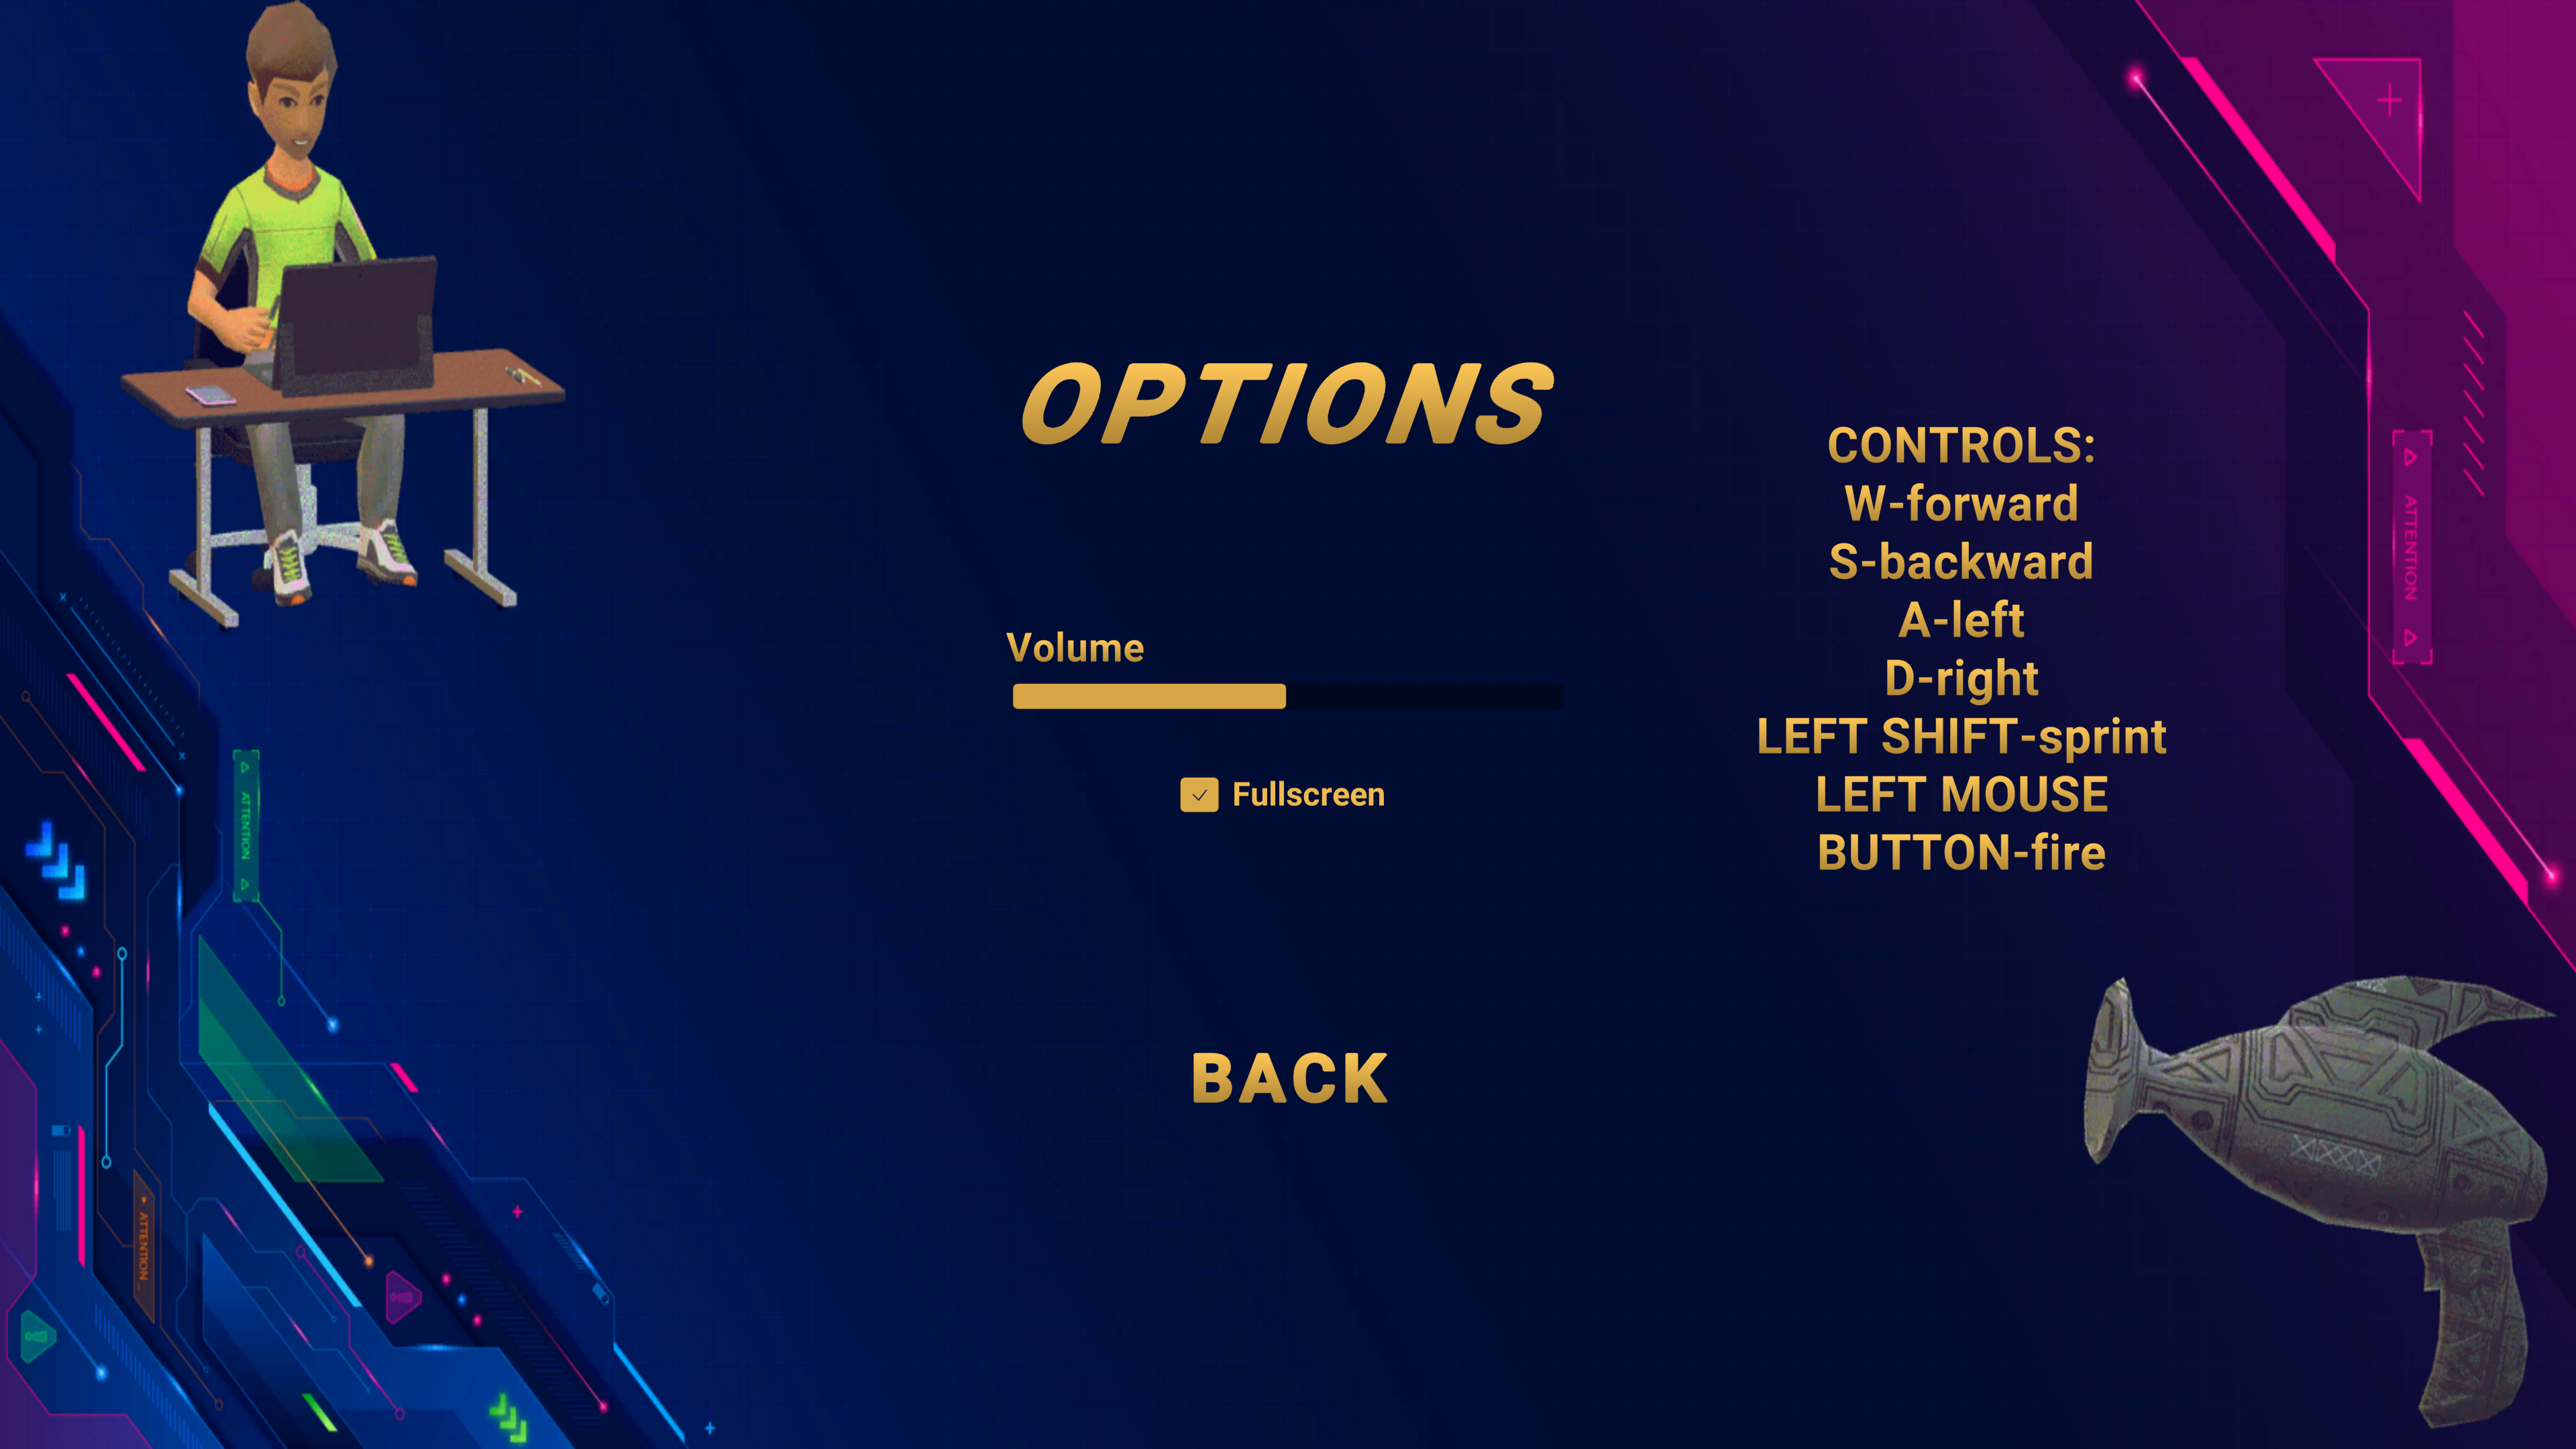 OPTIONS
Volume
Fullscreen
BACK
CONTROLS:
W-forward
S-backward
A-left
D-right
LEFT SHIFT-sprint
LEFT MOUSE
BUTTON-fire
ATTENTION
ATTENTION
ATTENTION